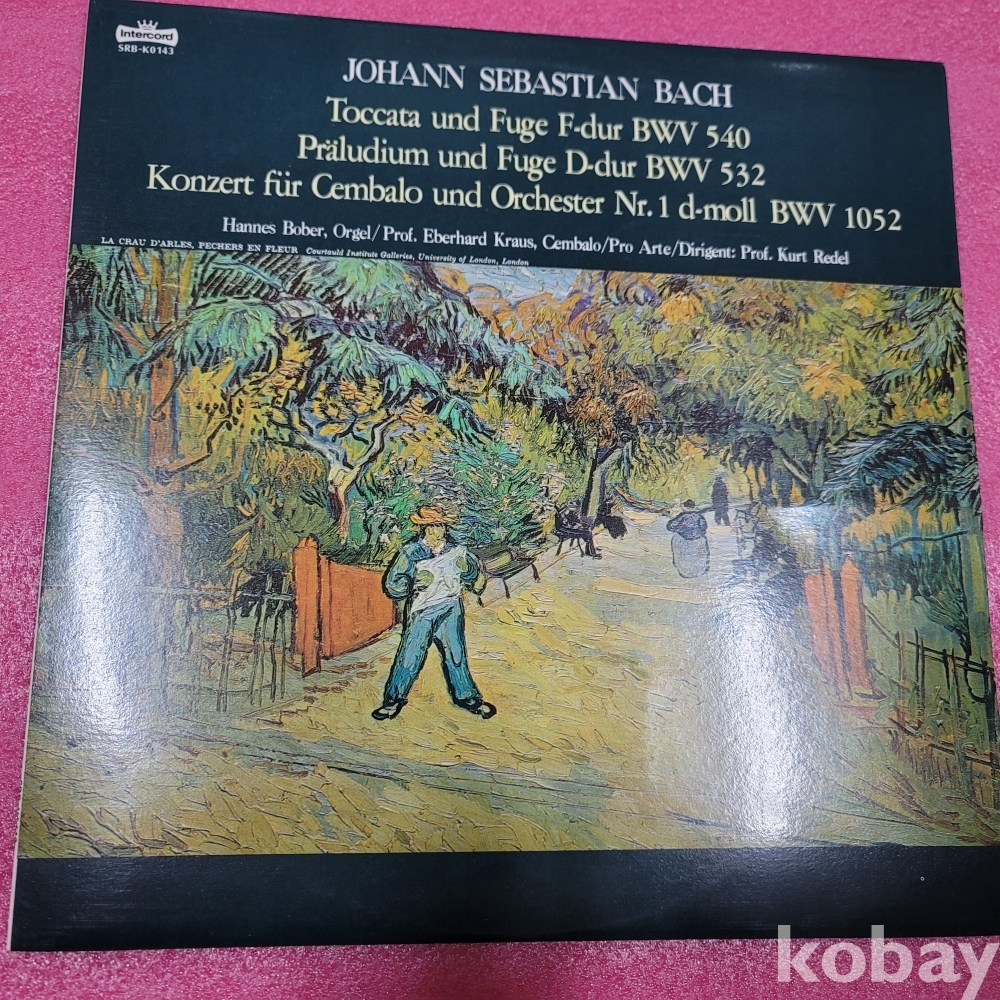 Intercord
SRB-K0143
JOHANN SEBASTIAN BACH
Toccata und Fuge F-dur BWV 540
Präludium und Fuge D-dur BWV 532
Konzert für Cembalo und Orchester Nr. 1 d-moll BWV 1052
Hannes Bober, Orgel/Prof. Eberhard Kraus, Cembalo/Pro Arte/Dirigent: Prof. Kurt Redel
LA CRAU D'ARLES, PECHERS EN FLEUR Courtauld Institute Galleries, University of London, London
kobay